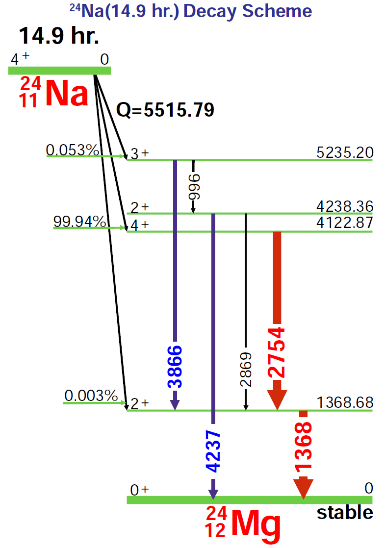 24Na(14.9 hr.) Decay Scheme
14.9 hr.
4+ 0
24
11 Na
Q=5515.79
0.053% 3+ 5235.20
996
2+ 4238.36
99.94% 4+ 4122.87
3866
2869
2754
0.003% 2+ 1368.68
4237
1368
0+ 0
24
12 Mg stable